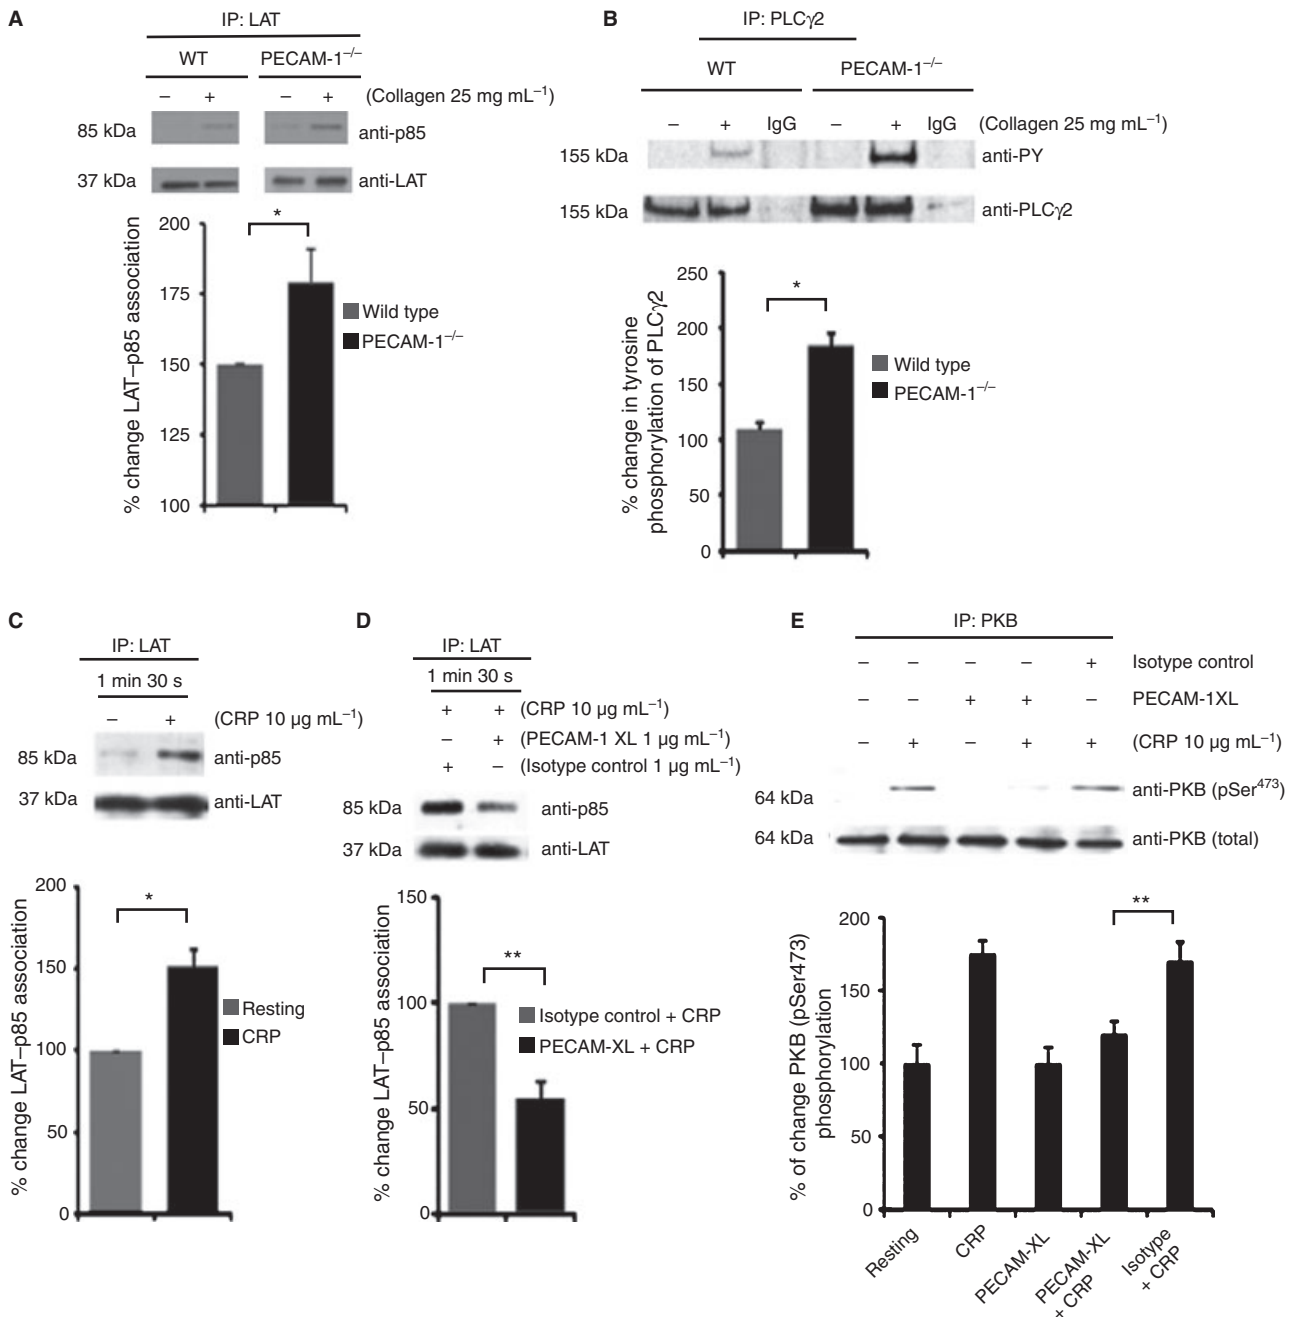 A
IP: LAT
WT PECAM-1–/–
– + – + (Collagen 25 mg mL–1)
85 kDa anti-p85
37 kDa anti-LAT
200
175
150
125
100
% change LAT–p85 association
*
Wild type
PECAM-1–/–
B
IP: PLCγ2
WT PECAM-1–/–
– + IgG – + IgG (Collagen 25 mg mL–1)
155 kDa anti-PY
155 kDa anti-PLCγ2
250
200
150
100
50
0
% change in tyrosine
phosphorylation of PLCγ2
*
Wild type
PECAM-1–/–
C
IP: LAT
1 min 30 s
– + (CRP 10 µg mL–1)
85 kDa anti-p85
37 kDa anti-LAT
200
150
100
50
0
% change LAT–p85 association
*
Resting
CRP
D
IP: LAT
1 min 30 s
+ + (CRP 10 µg mL–1)
– + (PECAM-1 XL 1 µg mL–1)
+ – (Isotype control 1 µg mL–1)
85 kDa anti-p85
37 kDa anti-LAT
150
100
50
0
% change LAT–p85 association
**
Isotype control + CRP
PECAM-XL + CRP
E
IP: PKB
– – – – + Isotype control
– – + + – PECAM-1XL
– + – + + (CRP 10 µg mL–1)
64 kDa anti-PKB (pSer473)
64 kDa anti-PKB (total)
200
150
100
50
0
% of change PKB (pSer473)
phosphorylation
**
Resting
CRP
PECAM-XL
PECAM-XL
+ CRP
Isotype
+ CRP